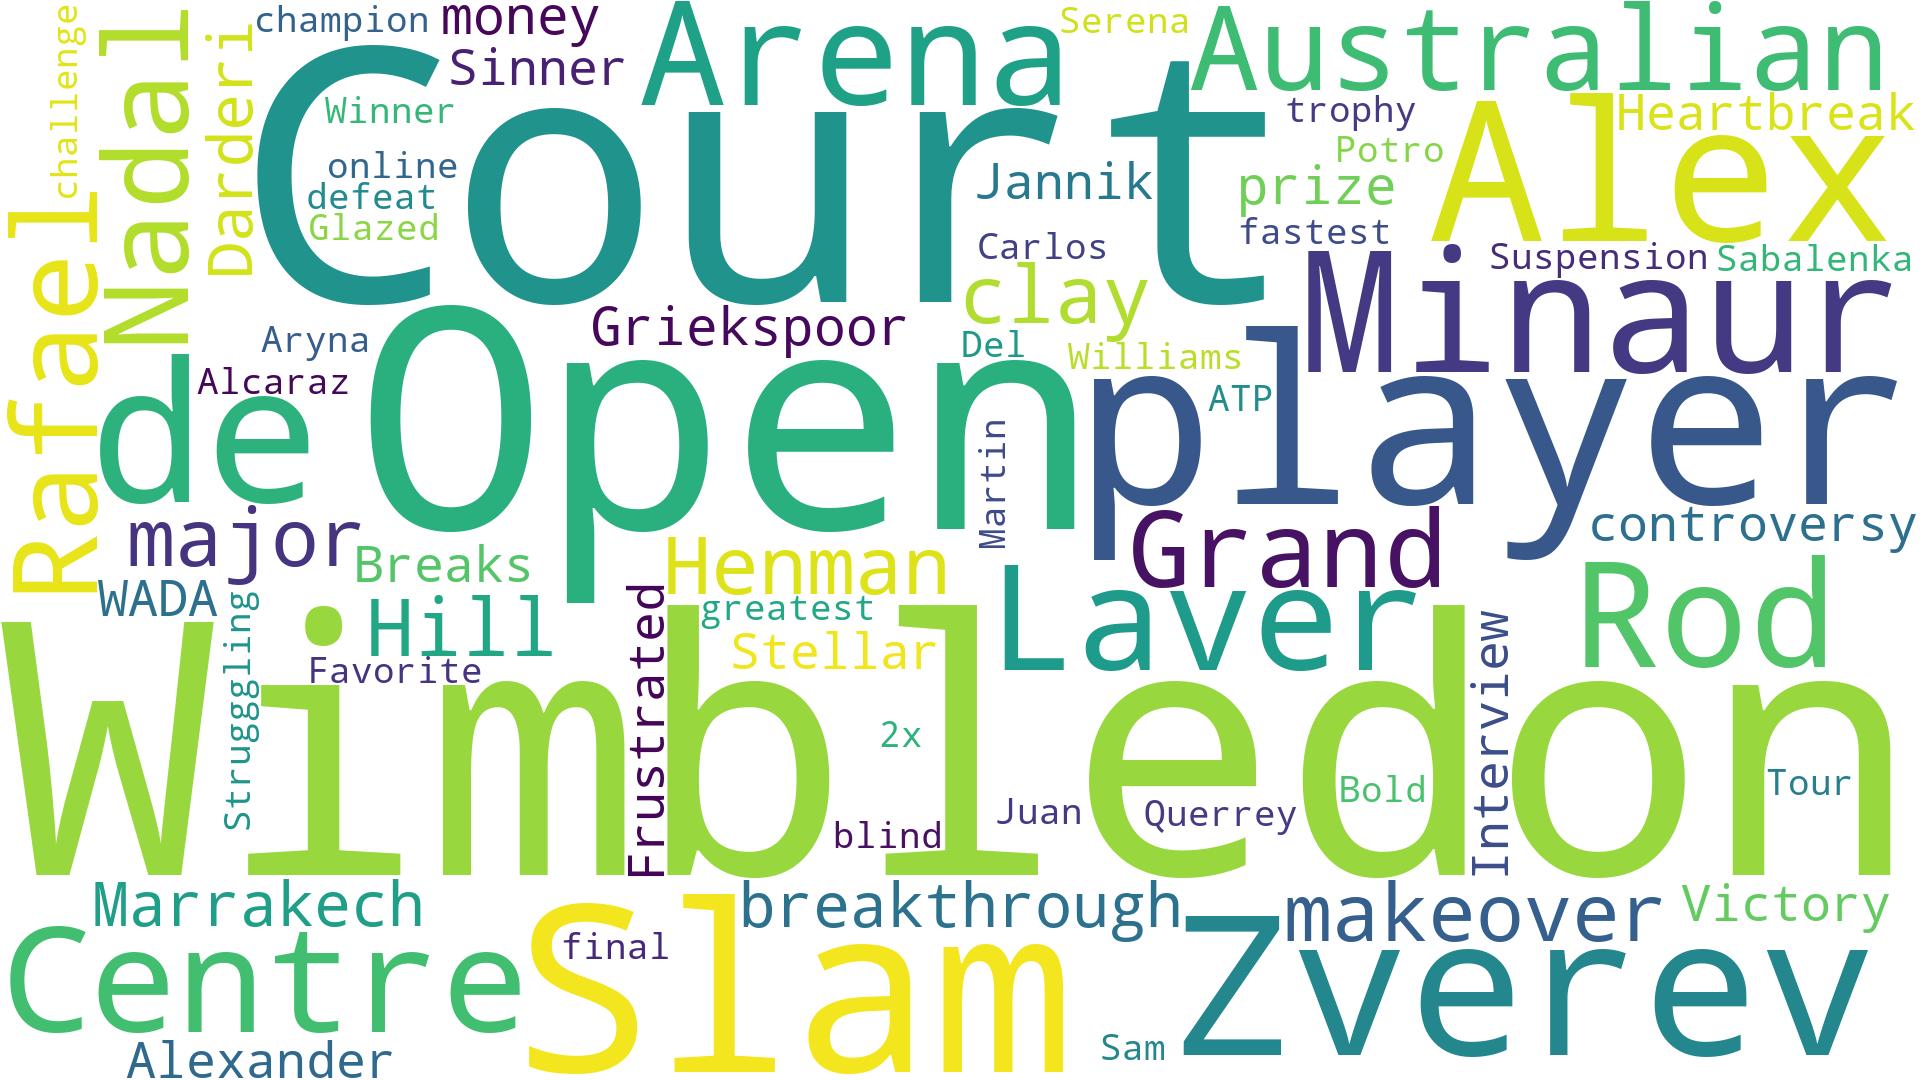 challenge
champion
money
Arena
Serena
Australian
Nadal
Darderi
Sinner
Court
Winner
trophy
Heartbreak
Alex
online
Jannik
Potro
defeat
prize
Glazed
fastest
Rafael
Carlos
Suspension
Sabalenka
clay
Minaur
Aryna
Griekspoor
Del
Williams
de
Alcaraz
Open
ATP
player
Martin
major
Breaks
Henman
Grand
controversy
WADA
Hill
greatest
Laver
Rod
Struggling
Favorite
Frustrated
Stellar
Interview
Wimbledon
2x
Bold
Tour
Juan
Querrey
blind
Marrakech
breakthrough
makeover
Victory
Centre
final
Slam
Zverev
Alexander
Sam